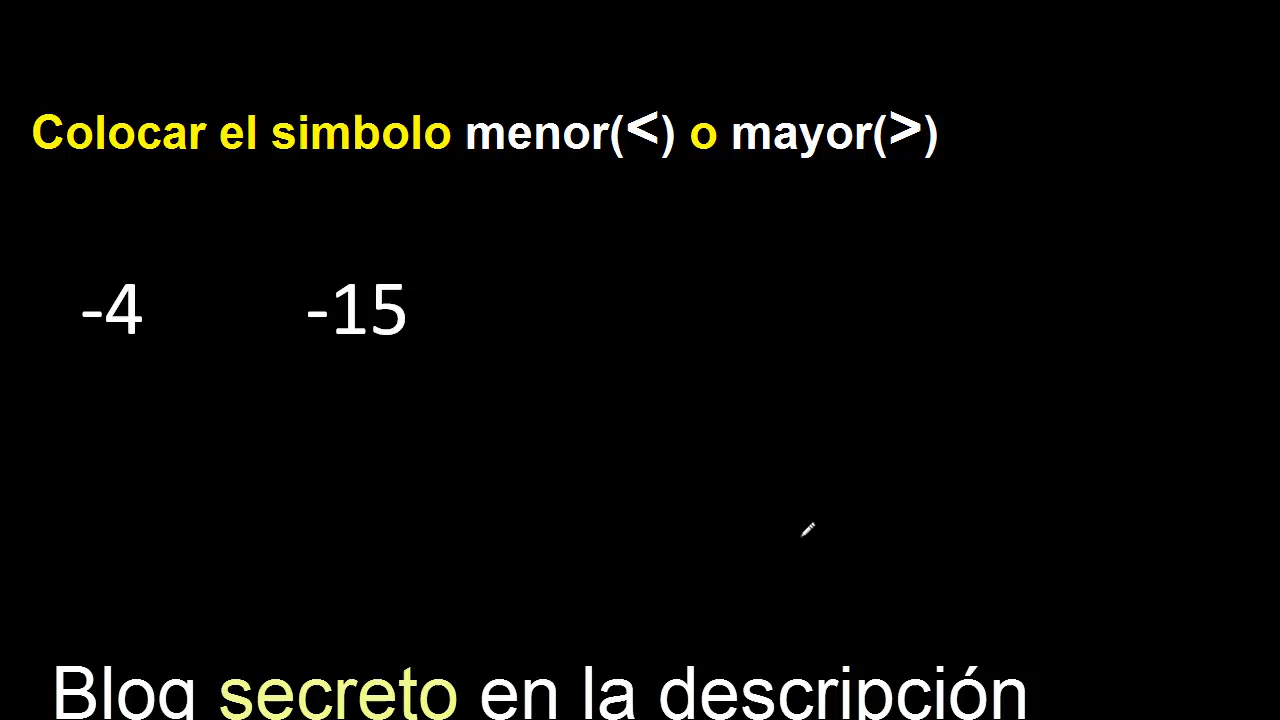 Colocar el simbolo menor(<) o mayor(>)
-4 -15
Blog secreto en la descripción